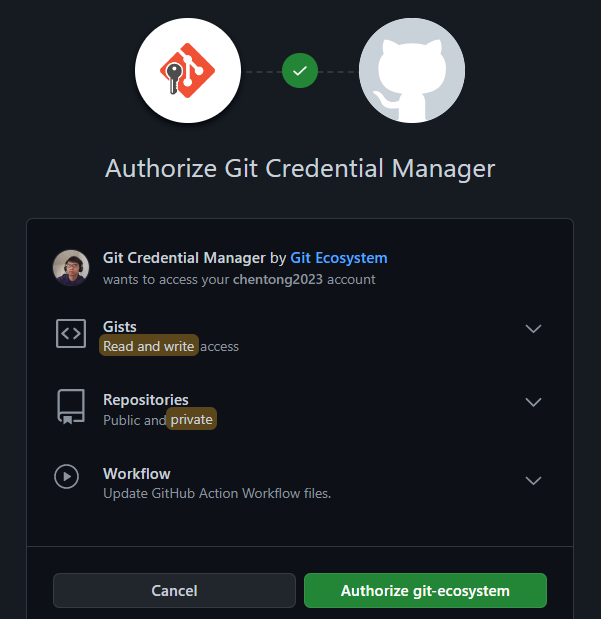 Authorize Git Credential Manager
Git Credential Manager by Git Ecosystem
wants to access your chentong2023 account
Gists
Read and write access
Repositories
Public and private
Workflow
Update GitHub Action Workflow files.
Cancel
Authorize git-ecosystem